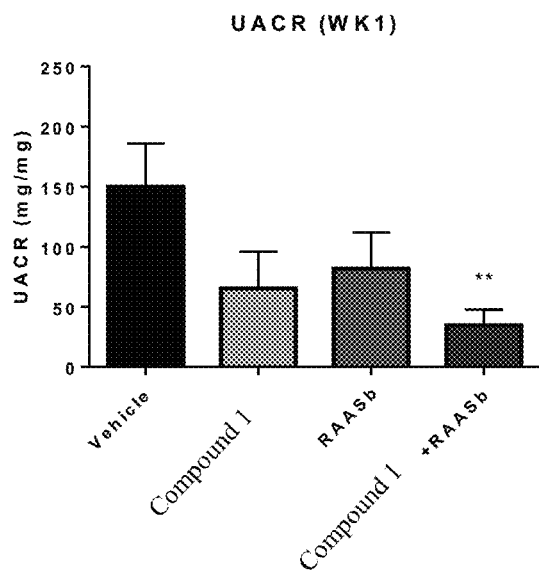 UACR (WK1)
250
200
150
100
50
0
UACR (mg/mg)
**
Vehicle
Compound 1
RAASb
Compound 1 +RAASb